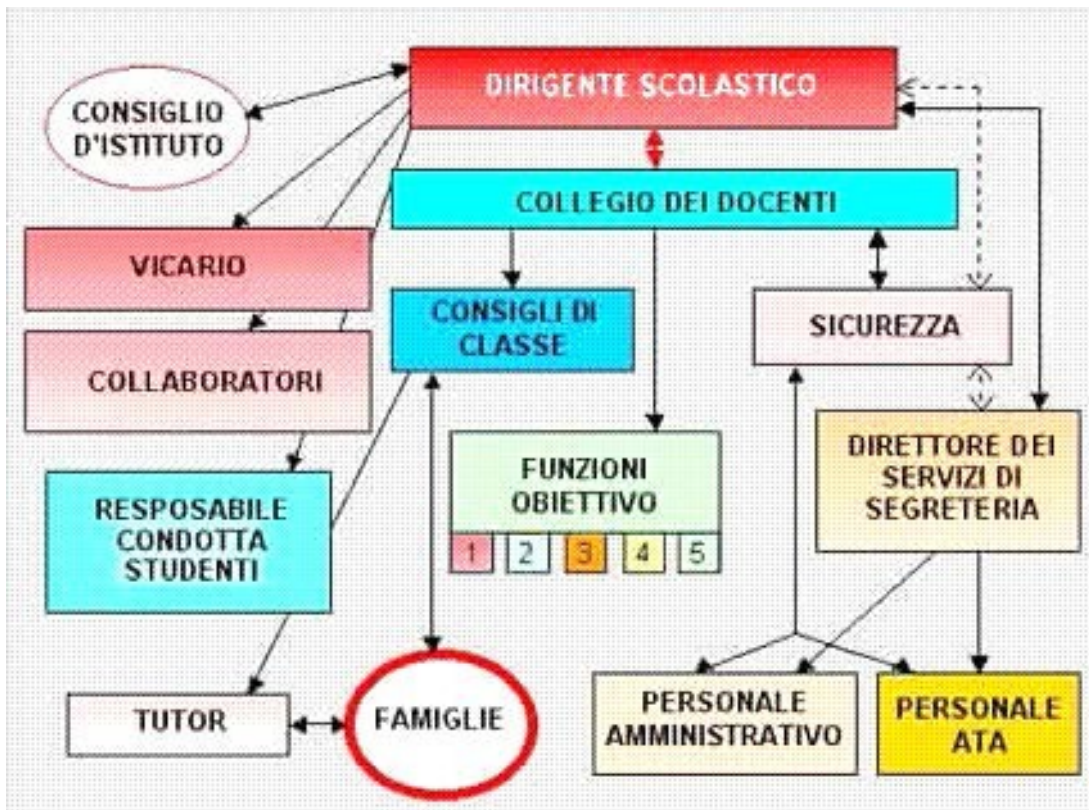 DIRIGENTE SCOLASTICO
CONSIGLIO
D'ISTITUTO
COLLEGIO DEI DOCENTI
VICARIO
CONSIGLI DI
CLASSE
SICUREZZA
COLLABORATORI
FUNZIONI
OBIETTIVO
1 2 3 4 5
DIRETTORE DEI
SERVIZI DI
SEGRETERIA
RESPOSABILE
CONDOTTA
STUDENTI
TUTOR
FAMIGLIE
PERSONALE
AMMINISTRATIVO
PERSONALE
ATA